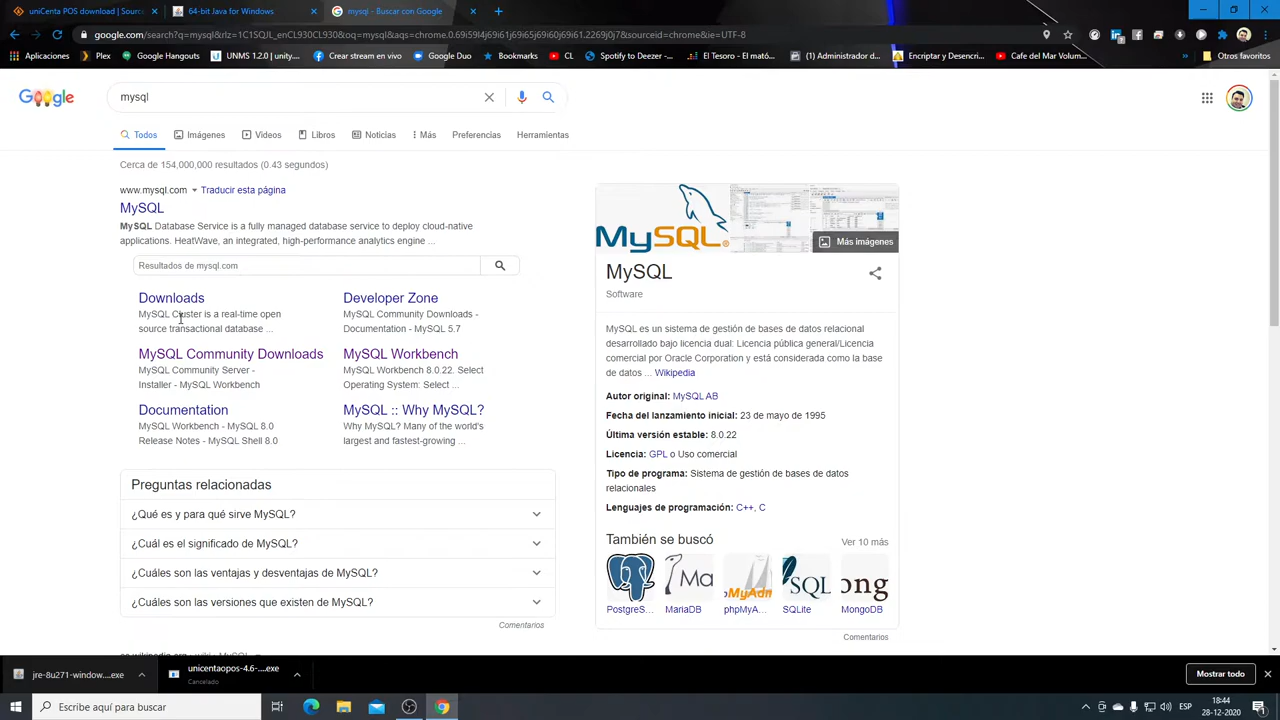 uniCenta POS download | Source
64-bit Java for Windows
mysql - Buscar con Google
google.com/search?q=mysql&rlz=1C1SQJL_enCL930CL930&oq=mysql&aqs=chrome.0.69i59l4j69i61j69i65j69i60j69i61.2269j0j7&sourceid=chrome&ie=UTF-8
Aplicaciones
Plex
Google Hangouts
UNMS 1.2.0 | unity....
Crear stream en vivo
Google Duo
Bookmarks
CL
Spotify to Deezer-...
El Tesoro - El mató...
(1) Administrador d...
Encriptar y Desencri...
Cafe del Mar Volum...
»
Otros favoritos
Google
mysql
Todos
Imágenes
Videos
Libros
Noticias
Más
Preferencias
Herramientas
Cerca de 154,000,000 resultados (0.43 segundos)
www.mysql.com
Traducir esta página
MySQL
MySQL Database Service is a fully managed database service to deploy cloud-native
applications. HeatWave, an integrated, high-performance analytics engine ...
Resultados de mysql.com
Downloads
MySQL Cluster is a real-time open
source transactional database ...
Developer Zone
MySQL Community Downloads -
Documentation - MySQL 5.7
MySQL Community Downloads
MySQL Community Server -
Installer - MySQL Workbench
MySQL Workbench
MySQL Workbench 8.0.22. Select
Operating System: Select ...
Documentation
MySQL Workbench - MySQL 8.0
Release Notes - MySQL Shell 8.0
MySQL :: Why MySQL?
Why MySQL? Many of the world's
largest and fastest-growing ...
Preguntas relacionadas
¿Qué es y para qué sirve MySQL?
¿Cuál es el significado de MySQL?
¿Cuáles son las ventajas y desventajas de MySQL?
¿Cuáles son las versiones que existen de MySQL?
Comentarios
MySQL®
Más imágenes
MySQL
Software
MySQL es un sistema de gestión de bases de datos relacional
desarrollado bajo licencia dual: Licencia pública general/Licencia
comercial por Oracle Corporation y está considerada como la base
de datos ... Wikipedia
Autor original: MySQL AB
Fecha del lanzamiento inicial: 23 de mayo de 1995
Última versión estable: 8.0.22
Licencia: GPL o Uso comercial
Tipo de programa: Sistema de gestión de bases de datos
relacionales
Lenguajes de programación: C++, C
También se buscó
Ver 10 más
PostgreS...
MariaDB
phpMyA...
SQLite
MongoDB
Comentarios
es.wikipedia.org › wiki › MySQL
jre-8u271-window....exe
unicentaopos-4.6-....exe
Cancelado
Mostrar todo
Escribe aquí para buscar
ESP
18:44
28-12-2020
1